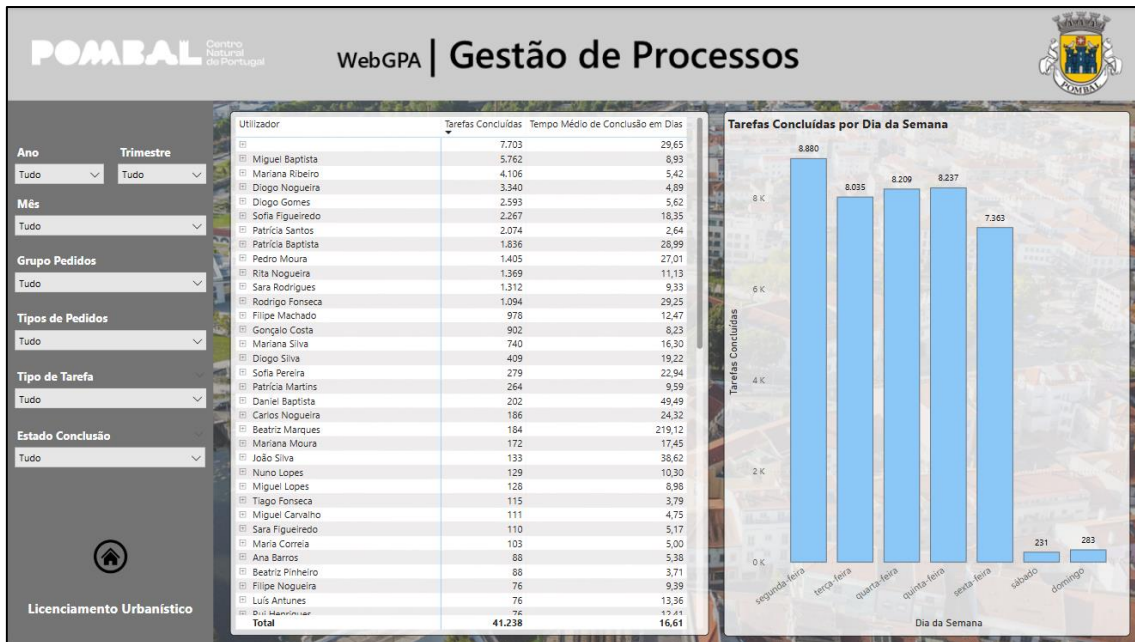 POMBAL Centro Natural de Portugal
WebGPA | Gestão de Processos
POMBAL
Ano Trimestre
Tudo Tudo
Mês
Tudo
Grupo Pedidos
Tudo
Tipos de Pedidos
Tudo
Tipo de Tarefa
Tudo
Estado Conclusão
Tudo
Licenciamento Urbanístico
Utilizador Tarefas Concluídas Tempo Médio de Conclusão em Dias
7.703 29,65
Miguel Baptista 5.762 8,93
Mariana Ribeiro 4.106 5,42
Diogo Nogueira 3.340 4,89
Diogo Gomes 2.593 5,62
Sofia Figueiredo 2.267 18,35
Patrícia Santos 2.074 2,64
Patrícia Baptista 1.836 28,99
Pedro Moura 1.405 27,01
Rita Nogueira 1.369 11,13
Sara Rodrigues 1.312 9,33
Rodrigo Fonseca 1.094 29,25
Filipe Machado 978 12,47
Gonçalo Costa 902 8,23
Mariana Silva 740 16,30
Diogo Silva 409 19,22
Sofia Pereira 279 22,94
Patrícia Martins 264 9,59
Daniel Baptista 202 49,49
Carlos Nogueira 186 24,32
Beatriz Marques 184 219,12
Mariana Moura 172 17,45
João Silva 133 38,62
Nuno Lopes 129 10,30
Miguel Lopes 128 8,98
Tiago Fonseca 115 3,79
Miguel Carvalho 111 4,75
Sara Figueiredo 110 5,17
Maria Correia 103 5,00
Ana Barros 88 5,38
Beatriz Pinheiro 88 3,71
Filipe Nogueira 76 9,39
Luís Antunes 76 13,36
Rui Henriques 76 12,41
Total 41.238 16,61
Tarefas Concluídas por Dia da Semana
8.880
8.035
8.209
8.237
7.363
231
283
8 K
6 K
4 K
2 K
0 K
Tarefas Concluídas
segunda-feira
terça-feira
quarta-feira
quinta-feira
sexta-feira
sábado
domingo
Dia da Semana